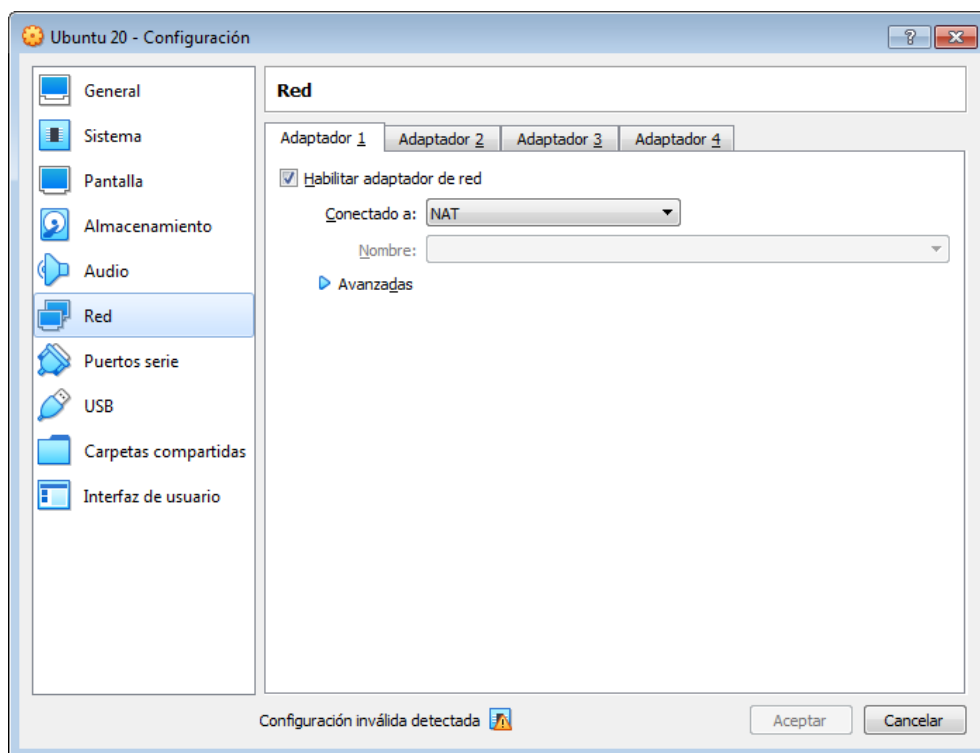 Ubuntu 20 - Configuración
General
Sistema
Pantalla
Almacenamiento
Audio
Red
Puertos serie
USB
Carpetas compartidas
Interfaz de usuario
Red
Adaptador 1 Adaptador 2 Adaptador 3 Adaptador 4
Habilitar adaptador de red
Conectado a: NAT
Nombre:
Avanzadas
Configuración inválida detectada
Aceptar Cancelar